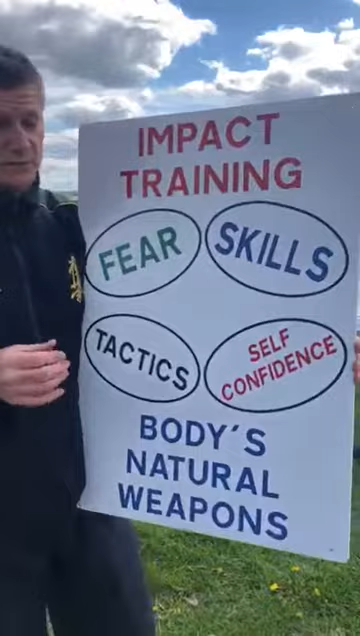 IMPACT
TRAINING
FEAR
SKILLS
TACTICS
SELF
CONFIDENCE
BODY'S
NATURAL
WEAPONS